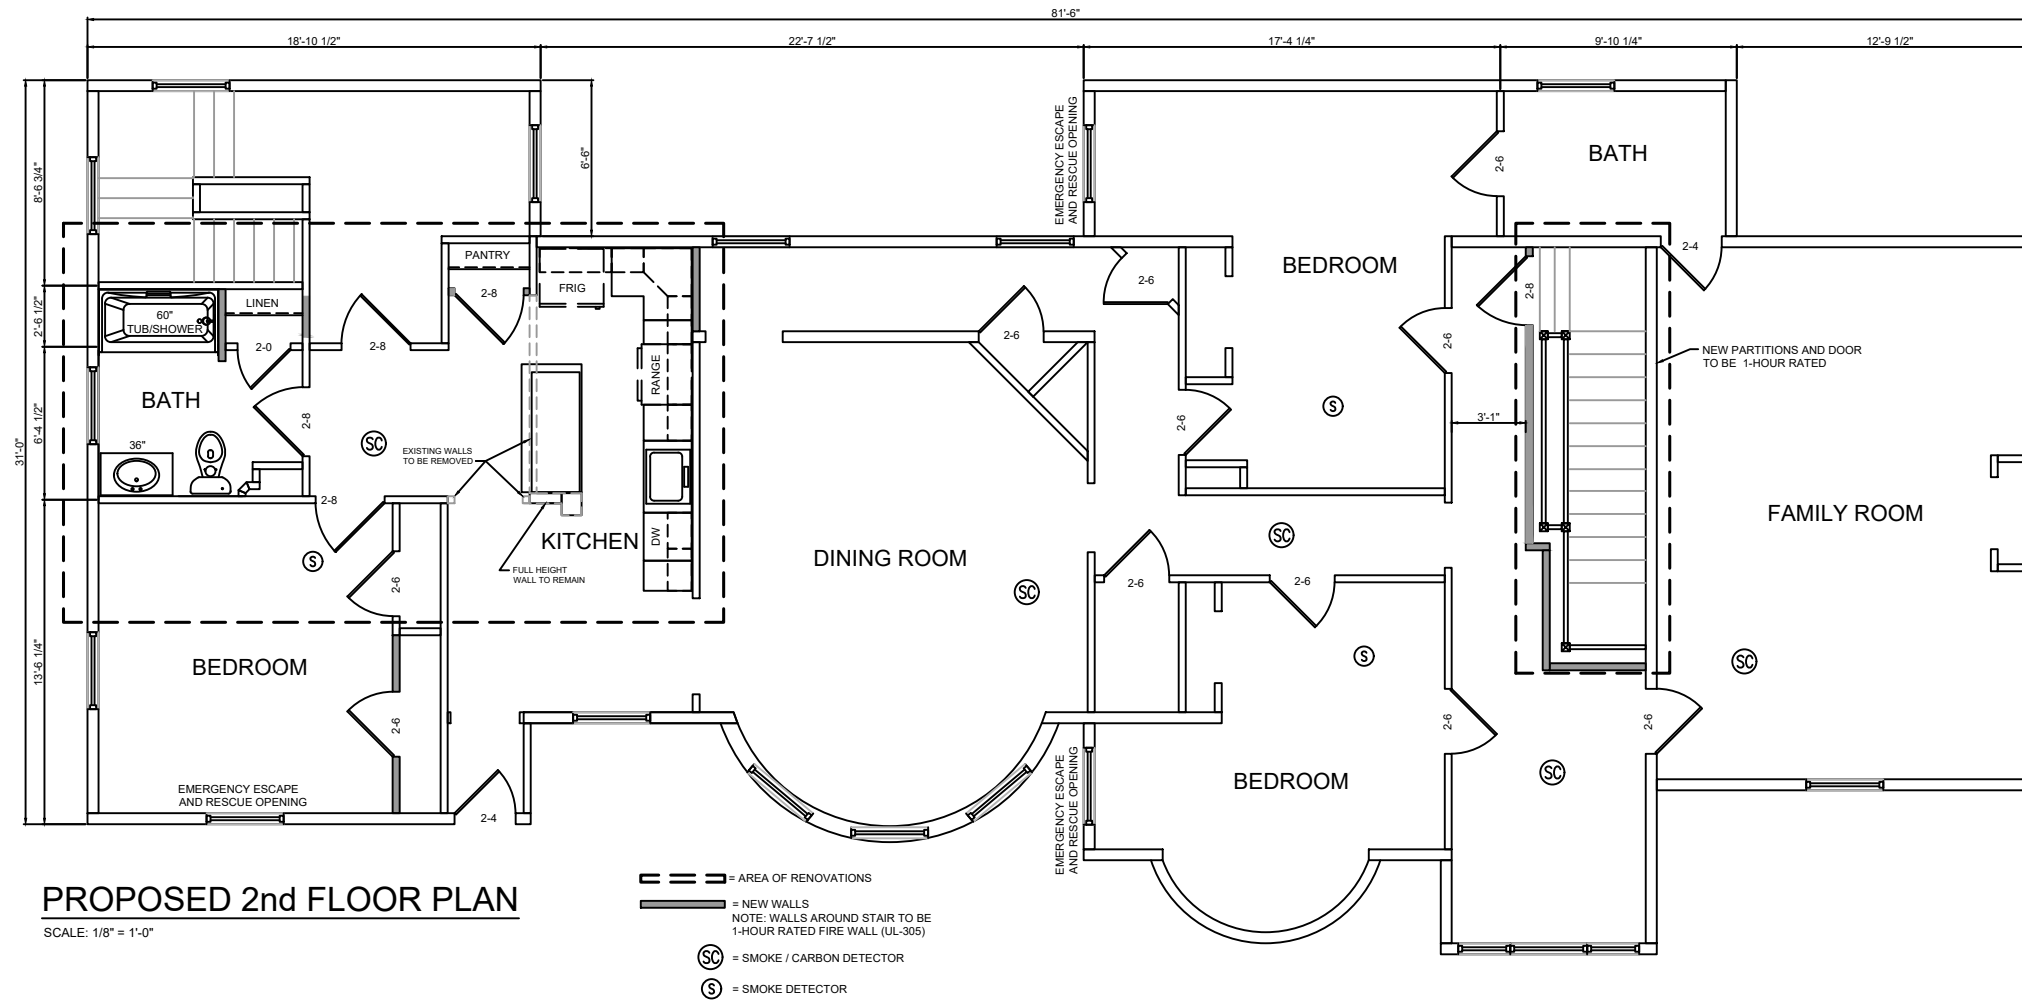 81'-6"
18'-10 1/2"
22'-7 1/2"
17'-4 1/4"
9'-10 1/4"
12'-9 1/2"
31'-0"
8'-6 3/4"
2'-6 1/2"
6'-4 1/2"
13'-6 1/4"
6'-6"
EMERGENCY ESCAPE
AND RESCUE OPENING
2-6
BATH
PANTRY
2-8
FRIG
LINEN
60"
TUB/SHOWER
2-0
2-8
RANGE
2-6
2-6
BEDROOM
2-6
2-8
2-4
NEW PARTITIONS AND DOOR
TO BE 1-HOUR RATED
BATH
2-8
36"
SC
EXISTING WALLS
TO BE REMOVED
2-6
S
3'-1"
2-8
DW
KITCHEN
FULL HEIGHT
WALL TO REMAIN
DINING ROOM
SC
SC
FAMILY ROOM
S
2-6
2-6
2-6
BEDROOM
2-6
S
SC
2-6
2-6
SC
EMERGENCY ESCAPE
AND RESCUE OPENING
2-4
EMERGENCY ESCAPE
AND RESCUE OPENING
BEDROOM
PROPOSED 2nd FLOOR PLAN
SCALE: 1/8" = 1'-0"
= AREA OF RENOVATIONS
= NEW WALLS
NOTE: WALLS AROUND STAIR TO BE
1-HOUR RATED FIRE WALL (UL-305)
SC = SMOKE / CARBON DETECTOR
S = SMOKE DETECTOR